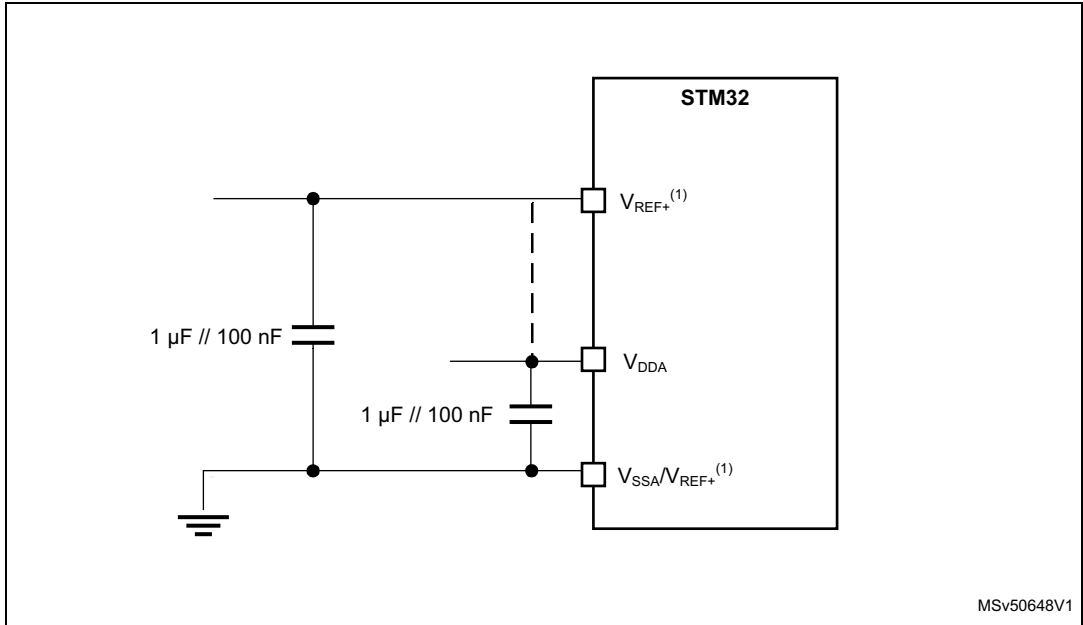 STM32
V_REF+^(1)
1 µF // 100 nF
V_DDA
1 µF // 100 nF
V_SSA/V_REF+^(1)
MSv50648V1